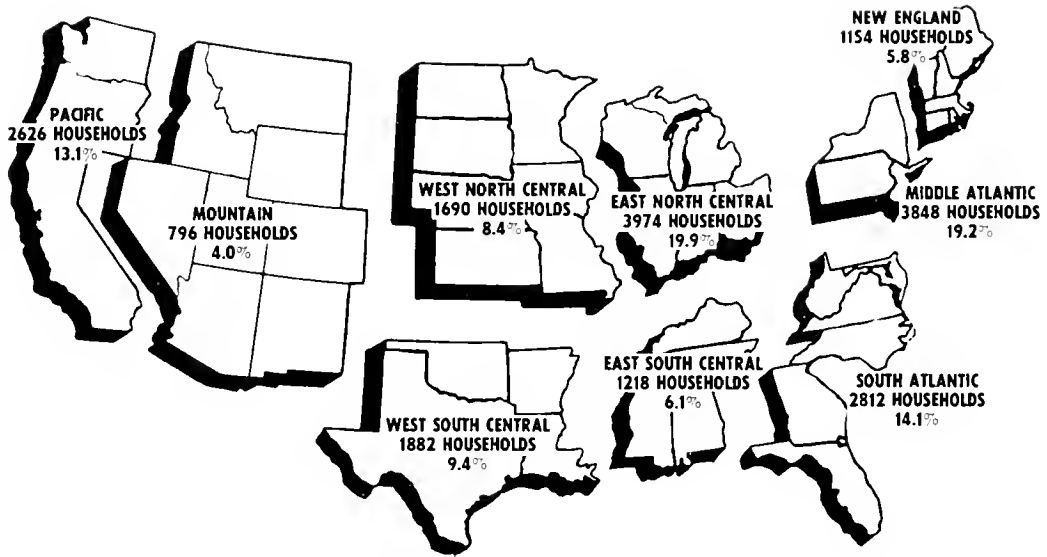 NEW ENGLAND
1154 HOUSEHOLDS
5.8%
PACIFIC
2626 HOUSEHOLDS
13.1%
MOUNTAIN
796 HOUSEHOLDS
4.0%
WEST NORTH CENTRAL
1690 HOUSEHOLDS
8.4%
EAST NORTH CENTRAL
3974 HOUSEHOLDS
19.9%
MIDDLE ATLANTIC
3848 HOUSEHOLDS
19.2%
WEST SOUTH CENTRAL
1882 HOUSEHOLDS
9.4%
EAST SOUTH CENTRAL
1218 HOUSEHOLDS
6.1%
SOUTH ATLANTIC
2812 HOUSEHOLDS
14.1%